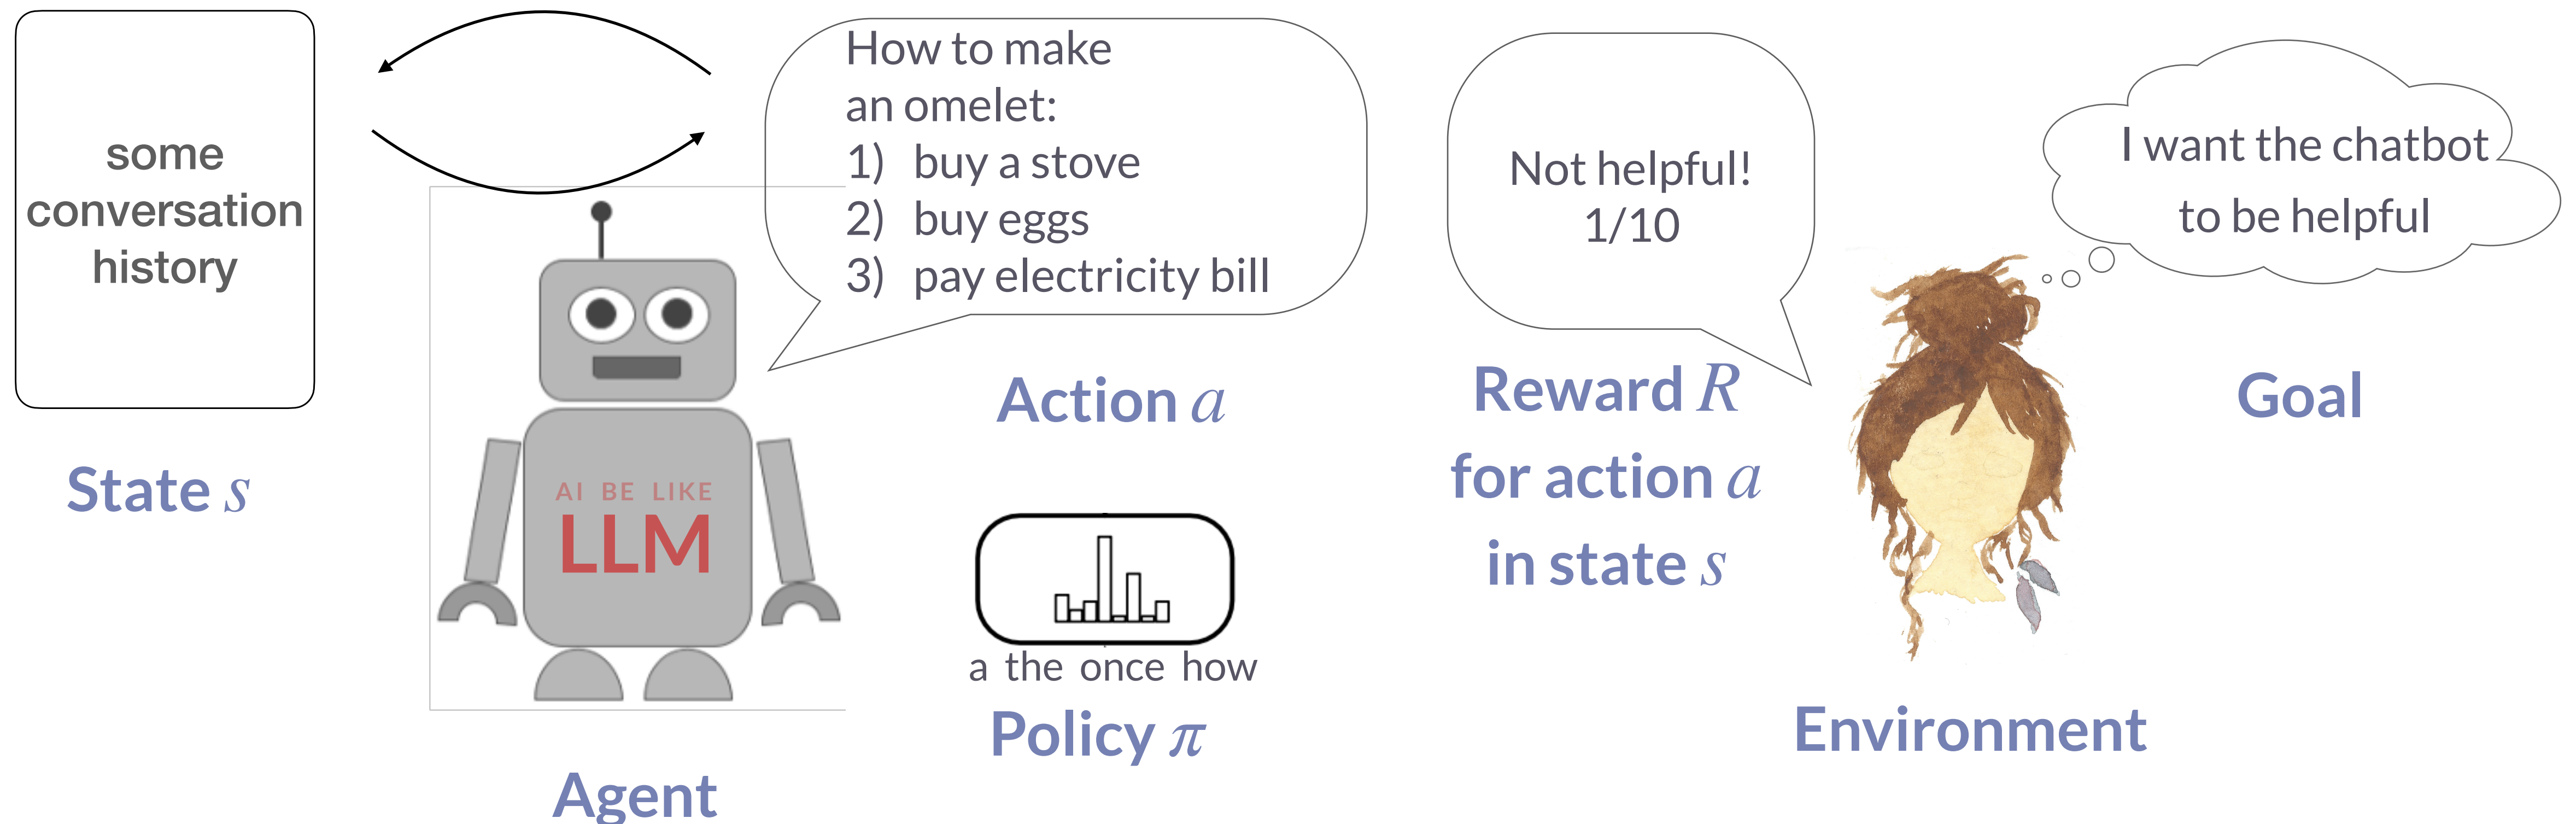 some
conversation
history
State s
AI BE LIKE
LLM
Agent
How to make
an omelet:
1) buy a stove
2) buy eggs
3) pay electricity bill
Action a
a the once how
Policy π
Not helpful!
1/10
Reward R
for action a
in state s
I want the chatbot
to be helpful
Goal
Environment